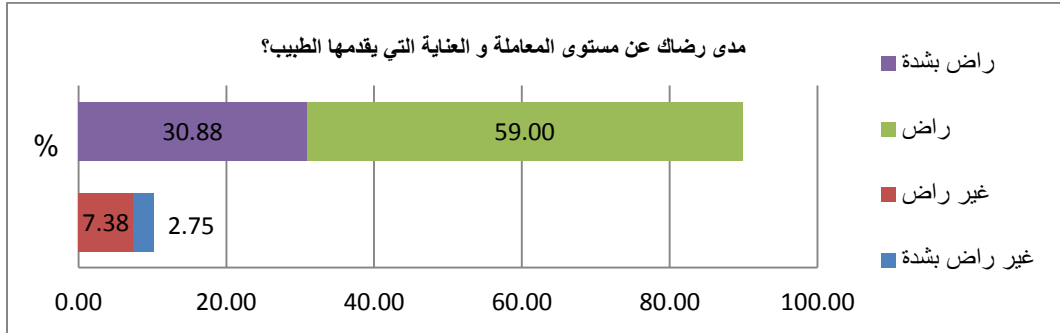 مدى رضاك عن مستوى المعاملة و العناية التي يقدمها الطبيب؟
راض بشدة
راض
غير راض
غير راض بشدة
%
30.88 59.00
7.38 2.75
0.00 20.00 40.00 60.00 80.00 100.00